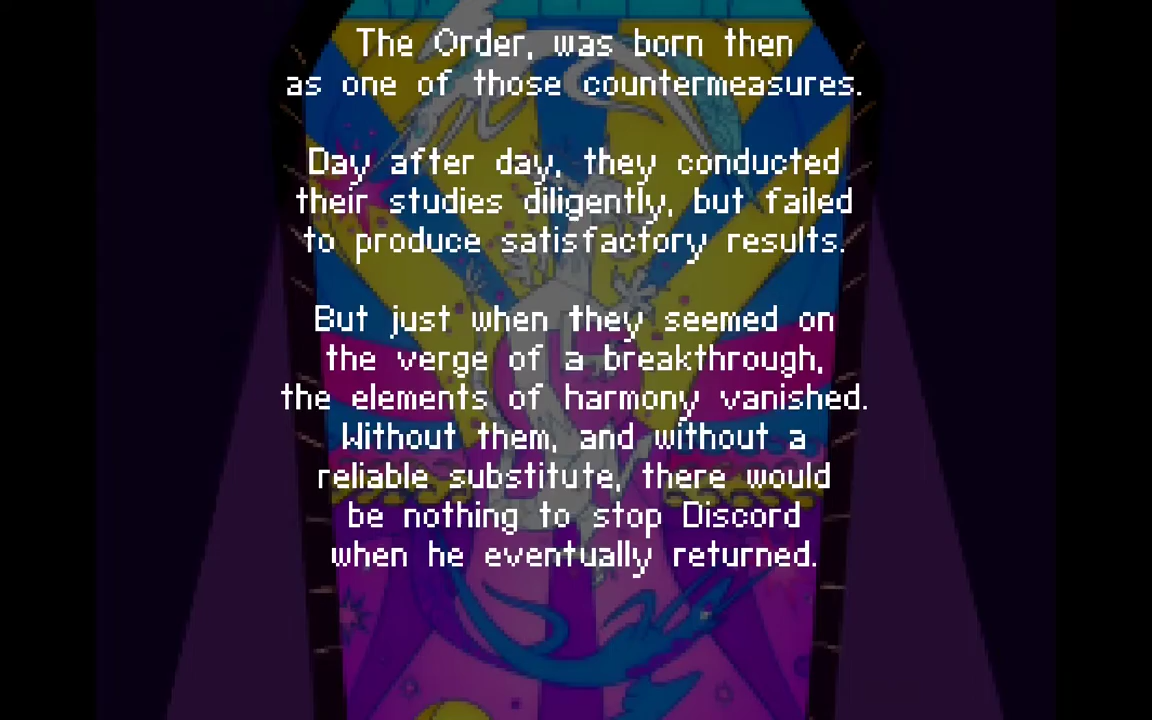 The Order, was born then
as one of those countermeasures.
Day after day, they conducted
their studies diligently, but failed
to produce satisfactory results.
But just when they seemed on
the verge of a breakthrough,
the elements of harmony vanished.
Without them, and without a
reliable substitute, there would
be nothing to stop Discord
when he eventually returned.